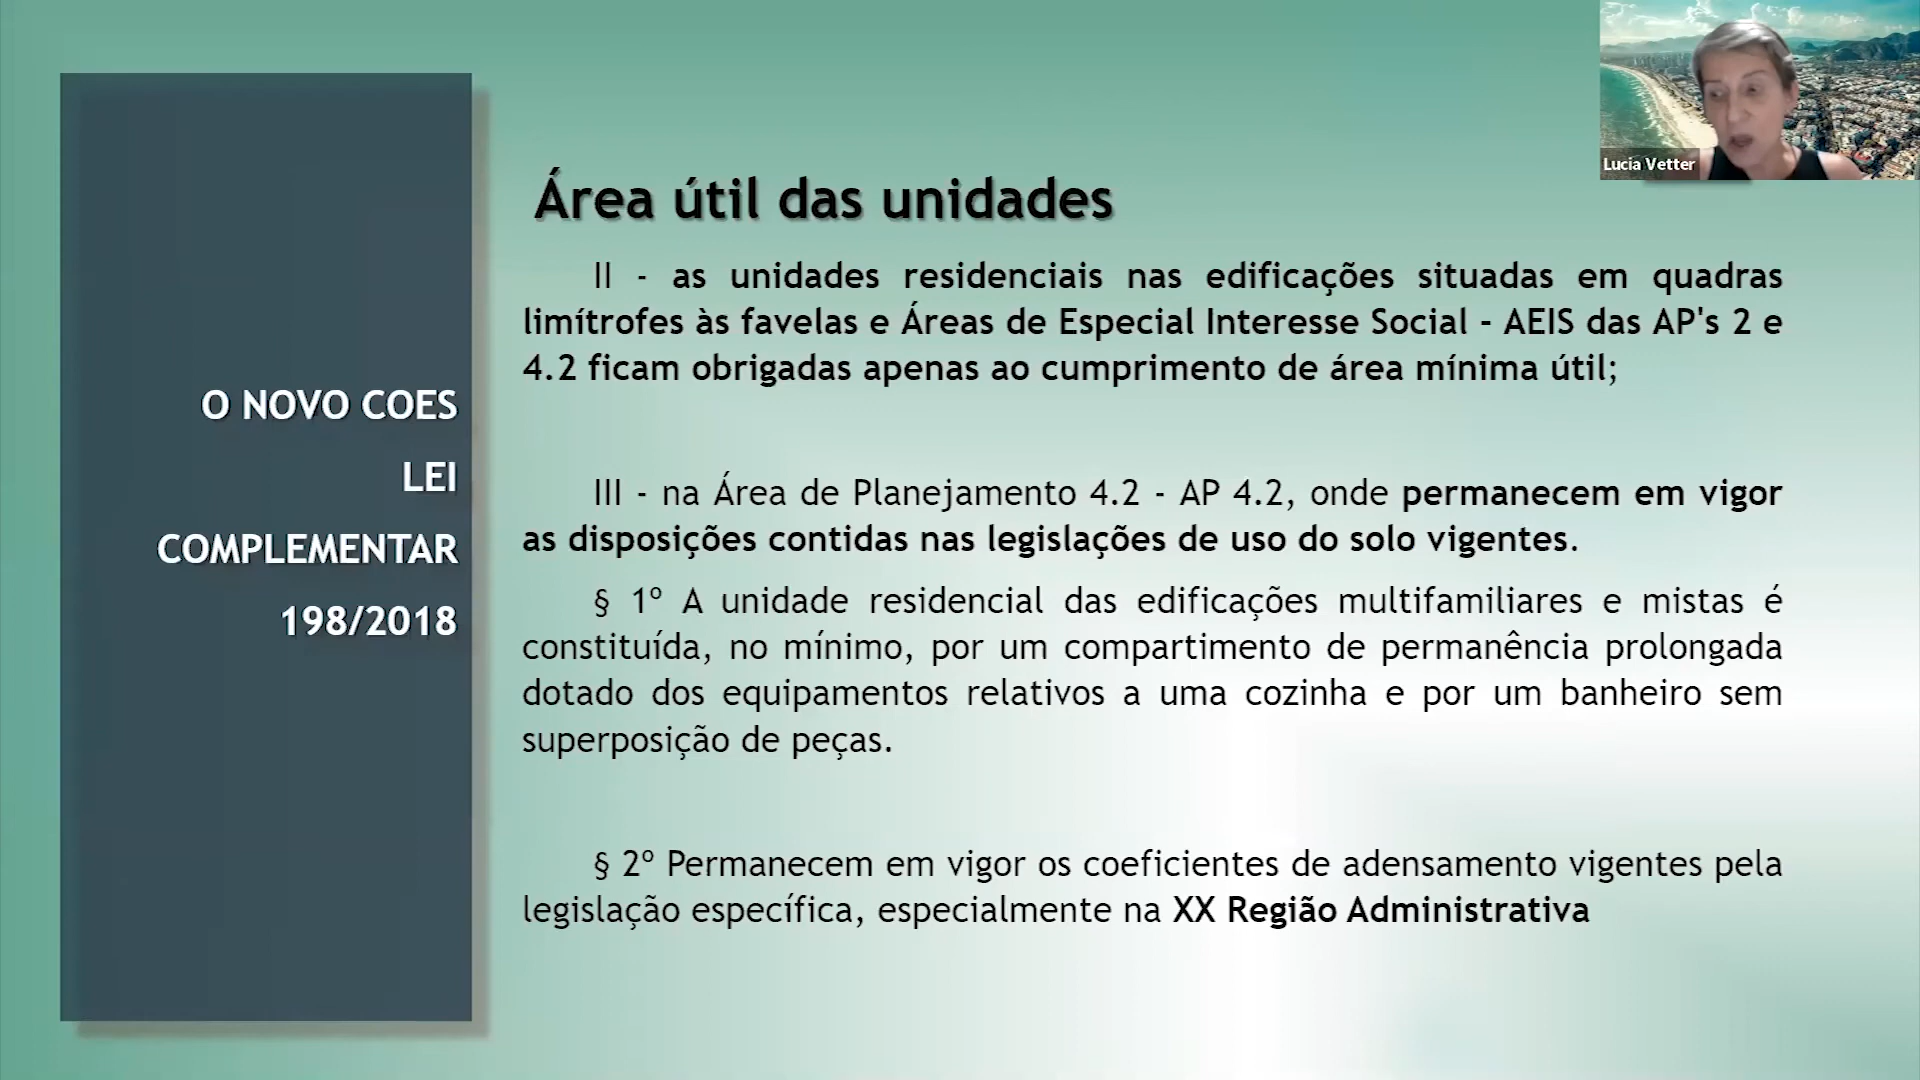 Lucia Vetter
O NOVO COES
LEI
COMPLEMENTAR
198/2018
Área útil das unidades
II - as unidades residenciais nas edificações situadas em quadras
limítrofes às favelas e Áreas de Especial Interesse Social - AEIS das AP's 2 e
4.2 ficam obrigadas apenas ao cumprimento de área mínima útil;
III - na Área de Planejamento 4.2 - AP 4.2, onde permanecem em vigor
as disposições contidas nas legislações de uso do solo vigentes.
§ 1º A unidade residencial das edificações multifamiliares e mistas é
constituída, no mínimo, por um compartimento de permanência prolongada
dotado dos equipamentos relativos a uma cozinha e por um banheiro sem
superposição de peças.
§ 2º Permanecem em vigor os coeficientes de adensamento vigentes pela
legislação específica, especialmente na XX Região Administrativa